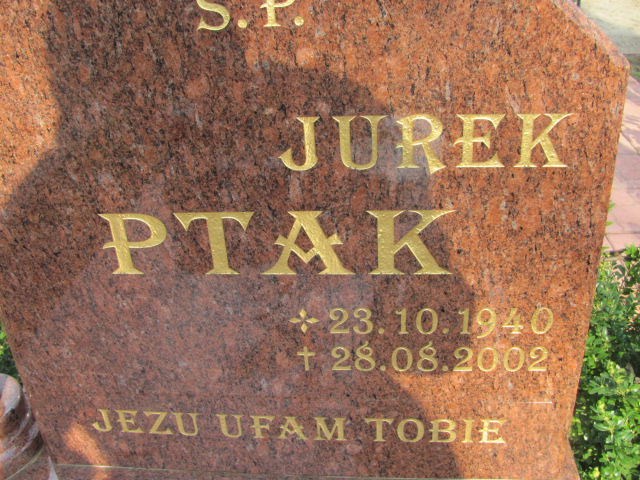 Ś.P.
JUREK
PTAK
23.10.1940
† 28.08.2002
JEZU UFAM TOBIE